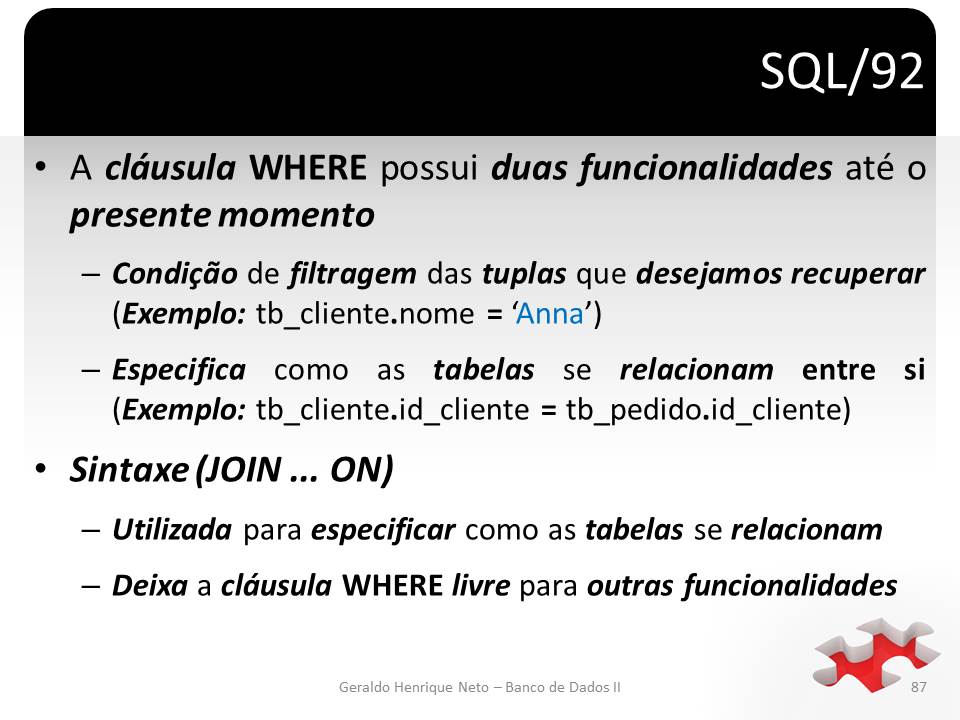 SQL/92
• A cláusula WHERE possui duas funcionalidades até o
presente momento
– Condição de filtragem das tuplas que desejamos recuperar
(Exemplo: tb_cliente.nome = ‘Anna’)
– Especifica como as tabelas se relacionam entre si
(Exemplo: tb_cliente.id_cliente = tb_pedido.id_cliente)
• Sintaxe (JOIN ... ON)
– Utilizada para especificar como as tabelas se relacionam
– Deixa a cláusula WHERE livre para outras funcionalidades
Geraldo Henrique Neto – Banco de Dados II
87